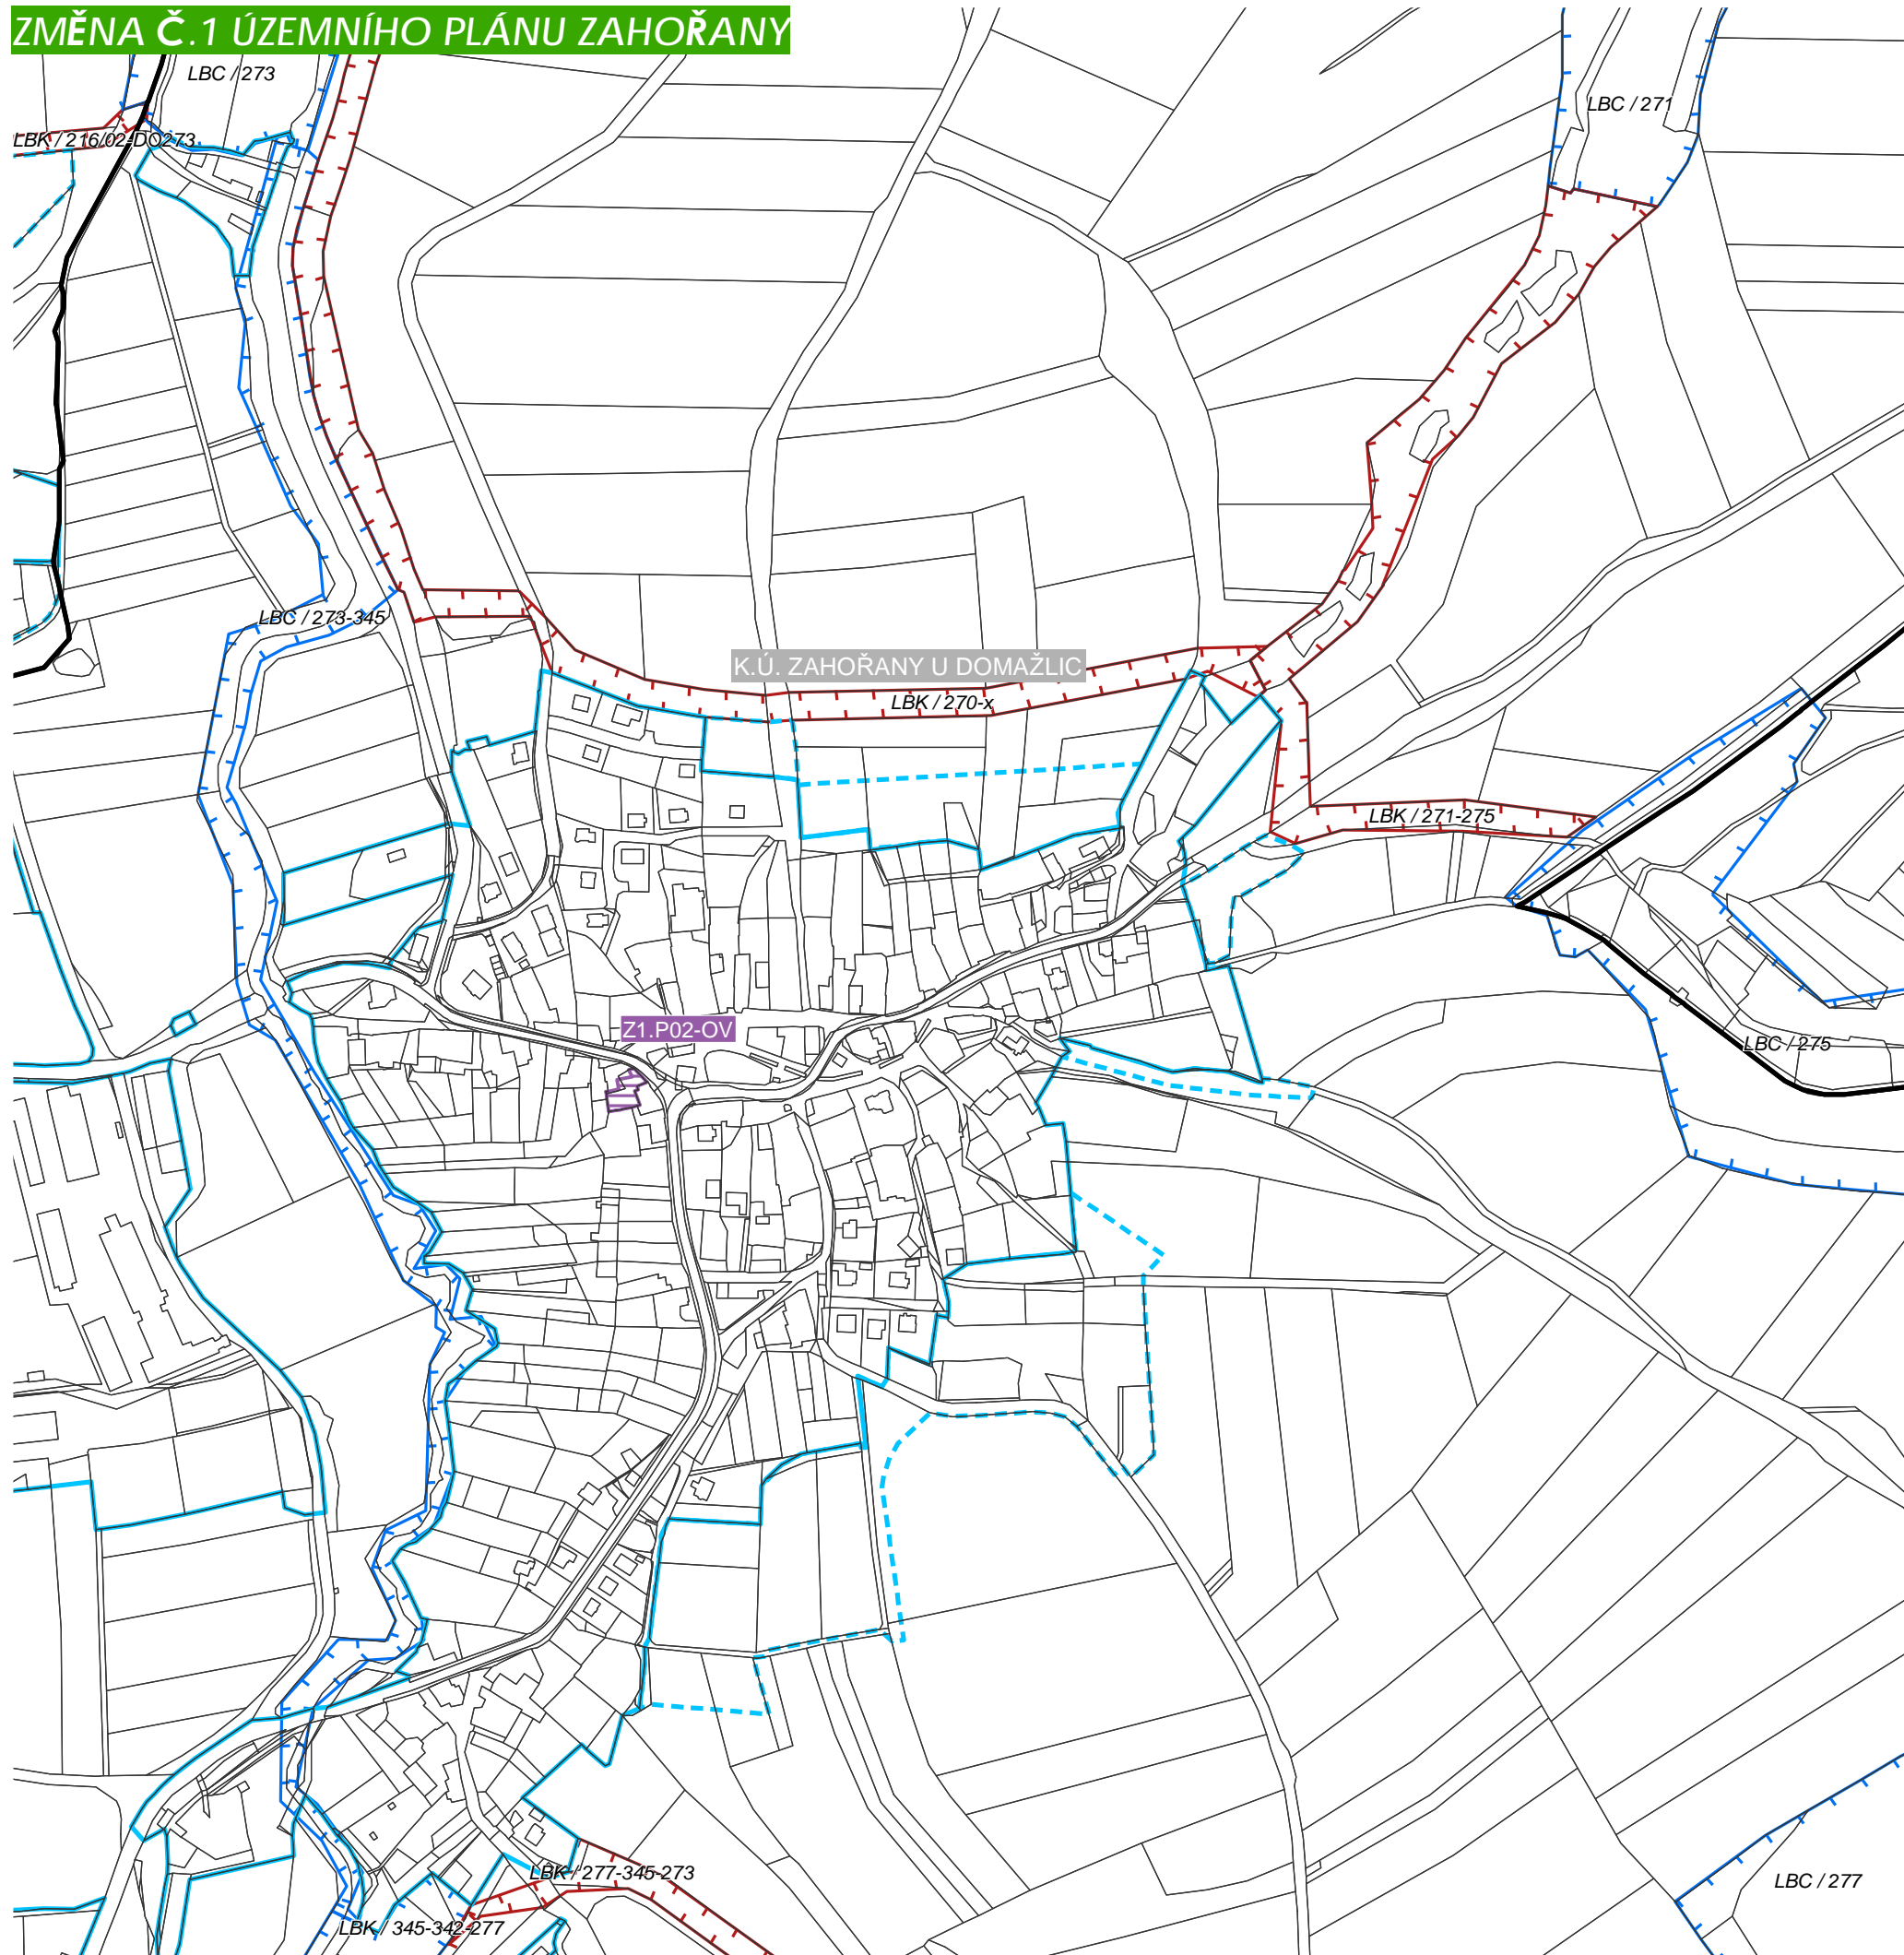 ZMĚNA Č.1 ÚZEMNÍHO PLÁNU ZAHOŘANY
LBC / 273
LBC / 271
LBK / 216/02-DO273
LBC / 273-345
K.Ú. ZAHOŘANY U DOMAŽLIC
LBK / 270-x
LBK / 271-275
Z1.P02-OV
LBC / 275
LBK / 277-345-273
LBC / 277
LBK / 345-342-277